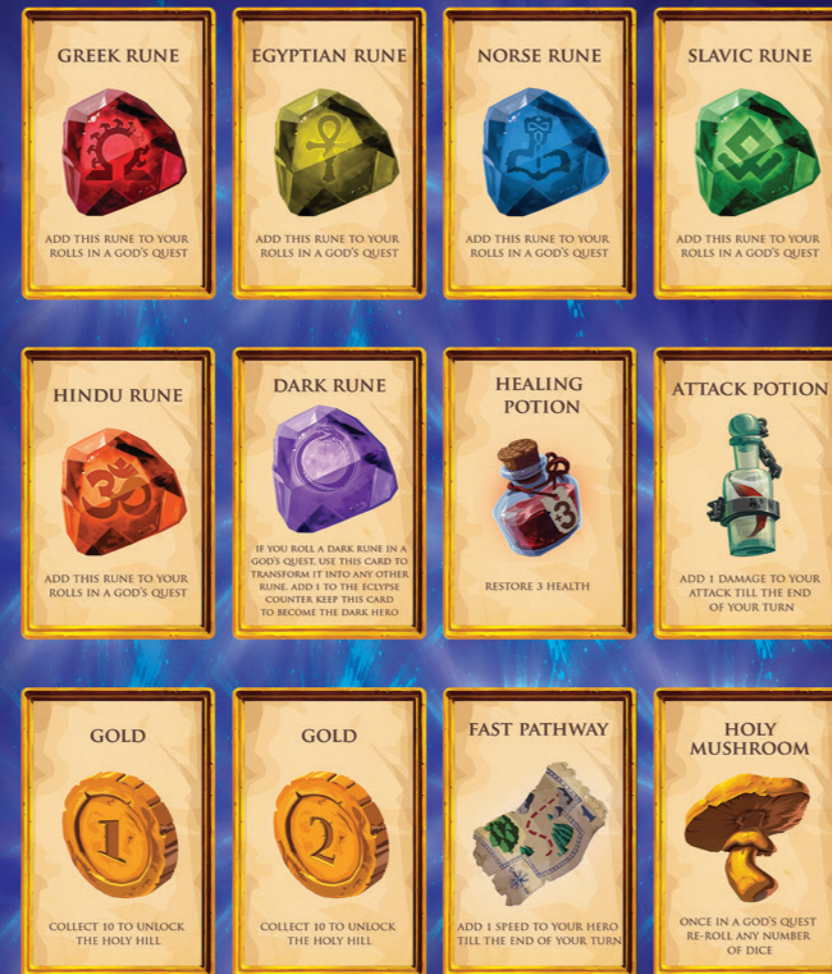 GREEK RUNE
ADD THIS RUNE TO YOUR
ROLLS IN A GOD'S QUEST
EGYPTIAN RUNE
ADD THIS RUNE TO YOUR
ROLLS IN A GOD'S QUEST
NORSE RUNE
ADD THIS RUNE TO YOUR
ROLLS IN A GOD'S QUEST
SLAVIC RUNE
ADD THIS RUNE TO YOUR
ROLLS IN A GOD'S QUEST
HINDU RUNE
ॐ
ADD THIS RUNE TO YOUR
ROLLS IN A GOD'S QUEST
DARK RUNE
IF YOU ROLL A DARK RUNE IN A
GOD'S QUEST, USE THIS CARD TO
TRANSFORM IT INTO ANY OTHER
RUNE. ADD 1 TO THE ECLYPSE
COUNTER KEEP THIS CARD
TO BECOME THE DARK HERO
HEALING
POTION
+3
RESTORE 3 HEALTH
ATTACK POTION
ADD 1 DAMAGE TO YOUR
ATTACK TILL THE END
OF YOUR TURN
GOLD
1
COLLECT 10 TO UNLOCK
THE HOLY HILL
GOLD
2
COLLECT 10 TO UNLOCK
THE HOLY HILL
FAST PATHWAY
ADD 1 SPEED TO YOUR HERO
TILL THE END OF YOUR TURN
HOLY
MUSHROOM
ONCE IN A GOD'S QUEST
RE-ROLL ANY NUMBER
OF DICE